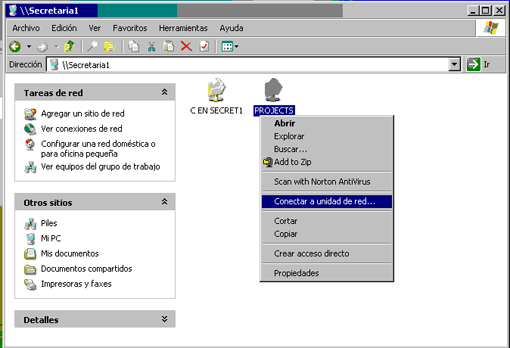 \\Secretaria1
Archivo Edición Ver Favoritos Herramientas Ayuda
Dirección \\Secretaria1 Ir
Tareas de red
Agregar un sitio de red
Ver conexiones de red
Configurar una red doméstica o
para oficina pequeña
Ver equipos del grupo de trabajo
Otros sitios
Piles
Mi PC
Mis documentos
Documentos compartidos
Impresoras y faxes
Detalles
C EN SECRET1
PROJECTS
Abrir
Explorar
Buscar...
Add to Zip
Scan with Norton AntiVirus
Conectar a unidad de red...
Cortar
Copiar
Crear acceso directo
Propiedades